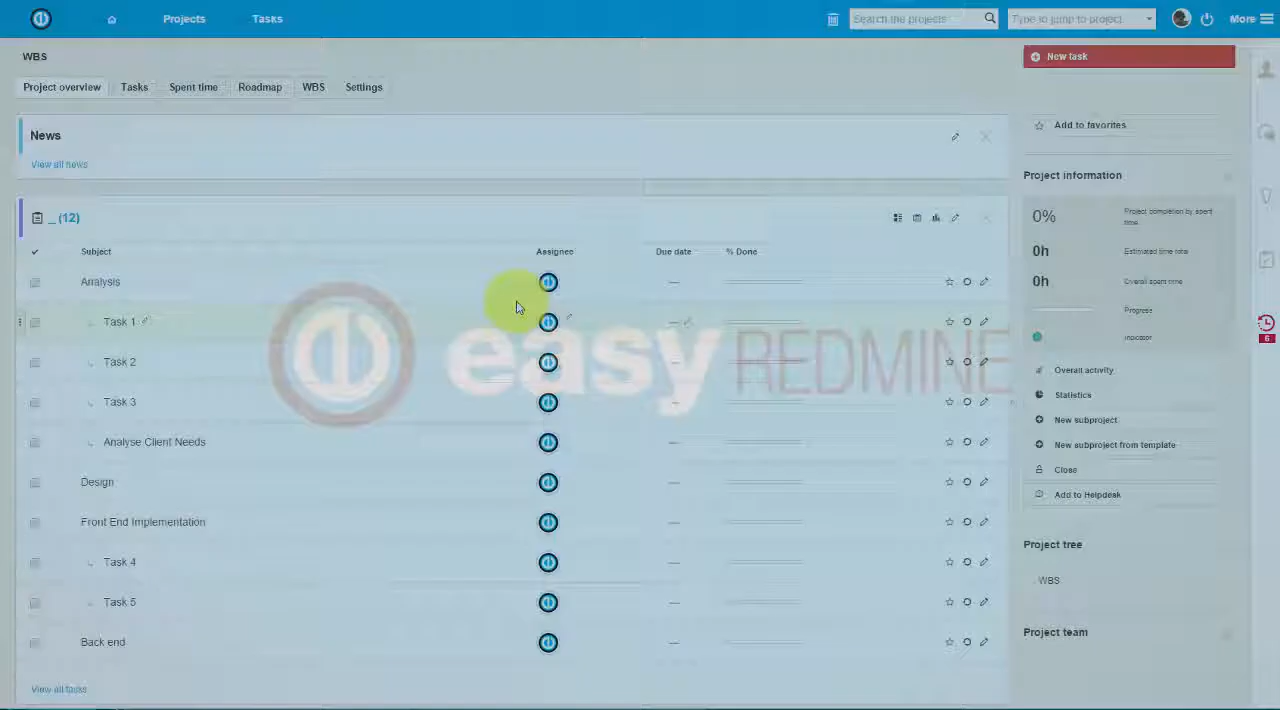 Projects
Tasks
Search the projects
Type to jump to project.
More
WBS
Project overview
Tasks
Spent time
Roadmap
WBS
Settings
New task
News
View all news
_ (12)
Subject
Assignee
Due date
% Done
Analysis
Task 1
Task 2
Task 3
Analyse Client Needs
Design
Front End Implementation
Task 4
Task 5
Back end
View all tasks
easy REDMINE
Add to favorites
Project information
0%
Project completion by spent
time
0h
Estimated time total
0h
Overall spent time
Progress
Indicator
6
Overall activity
Statistics
New subproject
New subproject from template
Close
Add to Helpdesk
Project tree
WBS
Project team